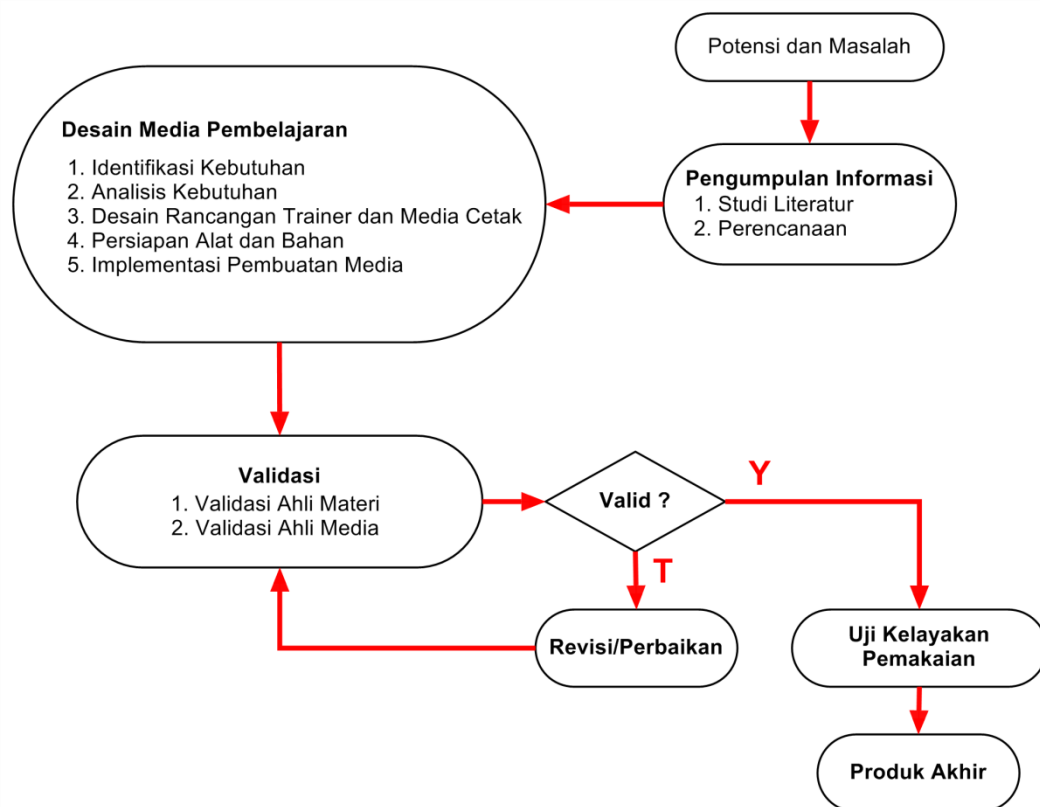 Potensi dan Masalah
Pengumpulan Informasi
1. Studi Literatur
2. Perencanaan
Desain Media Pembelajaran
1. Identifikasi Kebutuhan
2. Analisis Kebutuhan
3. Desain Rancangan Trainer dan Media Cetak
4. Persiapan Alat dan Bahan
5. Implementasi Pembuatan Media
Validasi
1. Validasi Ahli Materi
2. Validasi Ahli Media
Valid ?
Y
T
Revisi/Perbaikan
Uji Kelayakan
Pemakaian
Produk Akhir